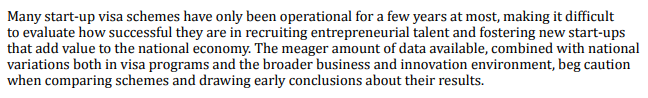 Many start-up visa schemes have only been operational for a few years at most, making it difficult
to evaluate how successful they are in recruiting entrepreneurial talent and fostering new start-ups
that add value to the national economy. The meager amount of data available, combined with national
variations both in visa programs and the broader business and innovation environment, beg caution
when comparing schemes and drawing early conclusions about their results.